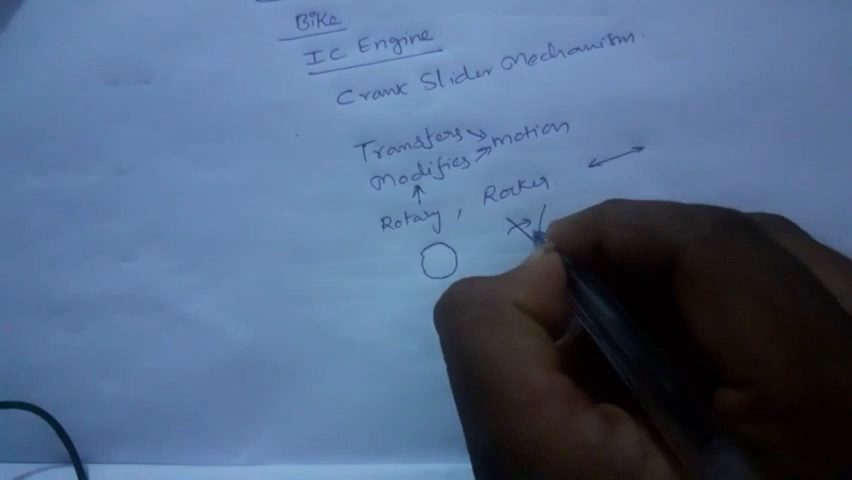 Bike
IC Engine
Crank Slider Mechanism.
Transfers
Modifies motion
Rotary, Rocker